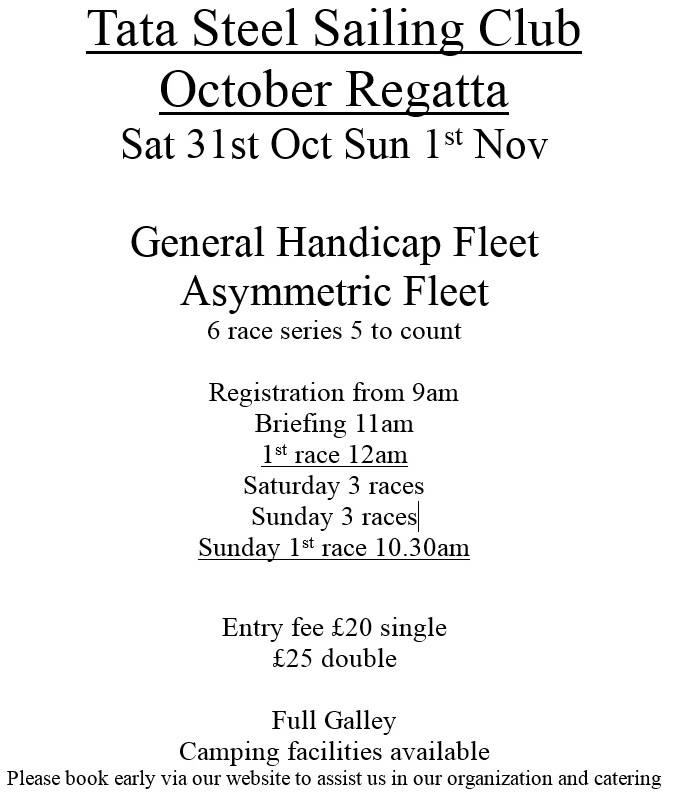 Tata Steel Sailing Club
October Regatta
Sat 31st Oct Sun 1st Nov
General Handicap Fleet
Asymmetric Fleet
6 race series 5 to count
Registration from 9am
Briefing 11am
1st race 12am
Saturday 3 races
Sunday 3 races
Sunday 1st race 10.30am
Entry fee £20 single
£25 double
Full Galley
Camping facilities available
Please book early via our website to assist us in our organization and catering